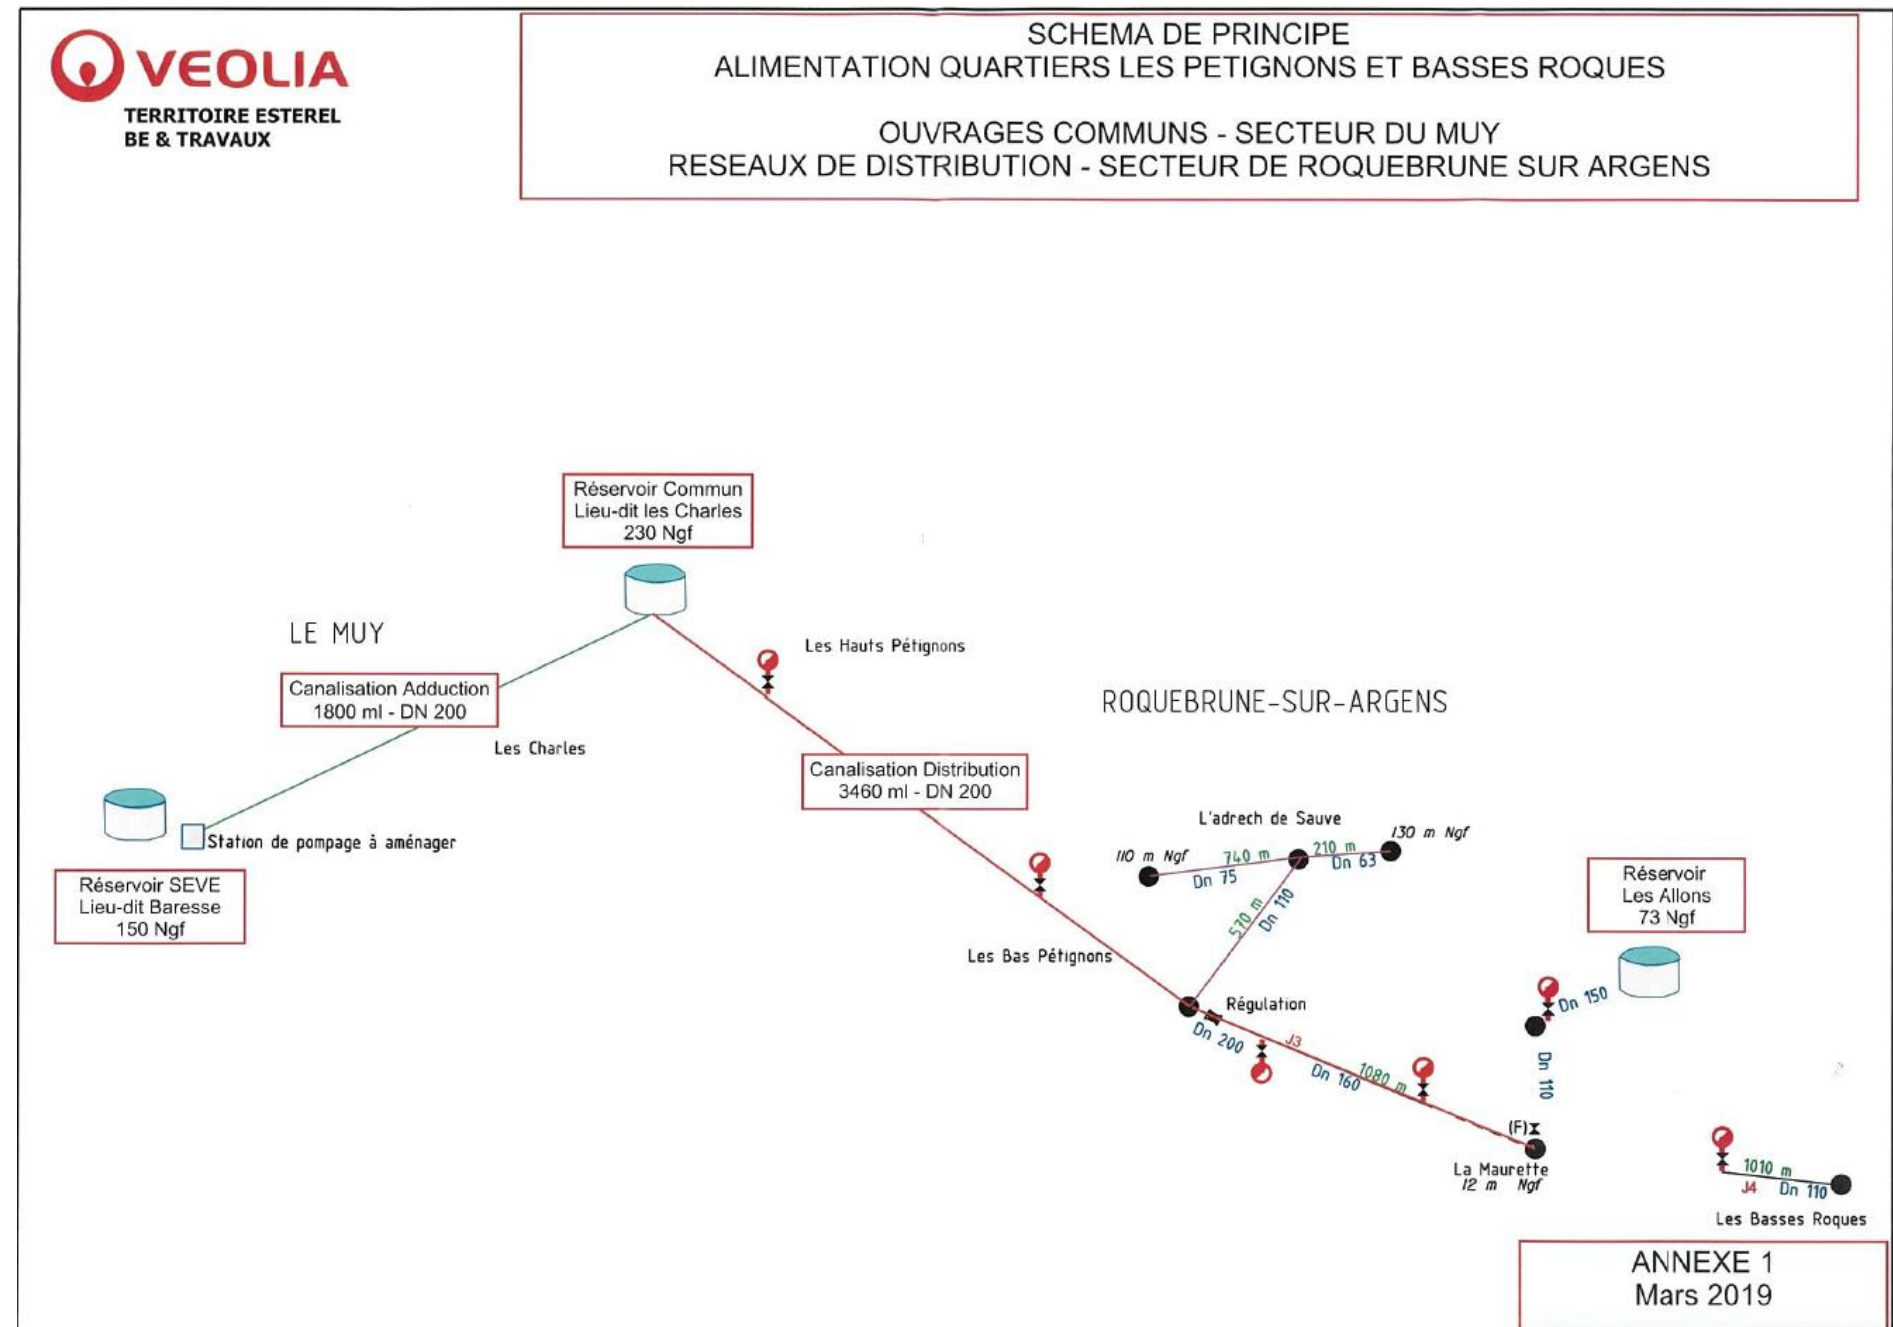 VEOLIA
TERRITOIRE ESTEREL
BE & TRAVAUX
SCHEMA DE PRINCIPE
ALIMENTATION QUARTIERS LES PETIGNONS ET BASSES ROQUES
OUVRAGES COMMUNS - SECTEUR DU MUY
RESEAUX DE DISTRIBUTION - SECTEUR DE ROQUEBRUNE SUR ARGENS
Réservoir Commun
Lieu-dit les Charles
230 Ngf
LE MUY
Les Hauts Pétignons
Canalisation Adduction
1800 ml - DN 200
ROQUEBRUNE-SUR-ARGENS
Les Charles
Canalisation Distribution
3460 ml - DN 200
Station de pompage à aménager
Réservoir SEVE
Lieu-dit Baresse
150 Ngf
L'adrech de Sauve
110 m Ngf
740 m
Dn 75
210 m
Dn 63
130 m Ngf
570 m
Dn 110
Réservoir
Les Allons
73 Ngf
Les Bas Pétignons
Régulation
Dn 200
J3
Dn 160
1080 m
Dn 150
Dn 110
(F)
La Maurette
12 m Ngf
1010 m
J4
Dn 110
Les Basses Roques
ANNEXE 1
Mars 2019